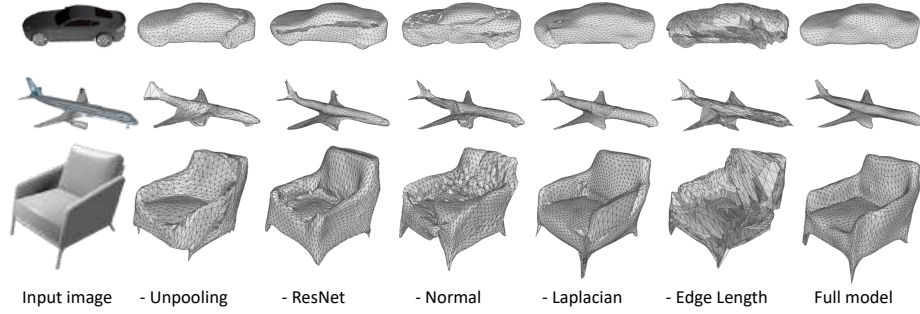 Input image - Unpooling - ResNet - Normal - Laplacian - Edge Length Full model